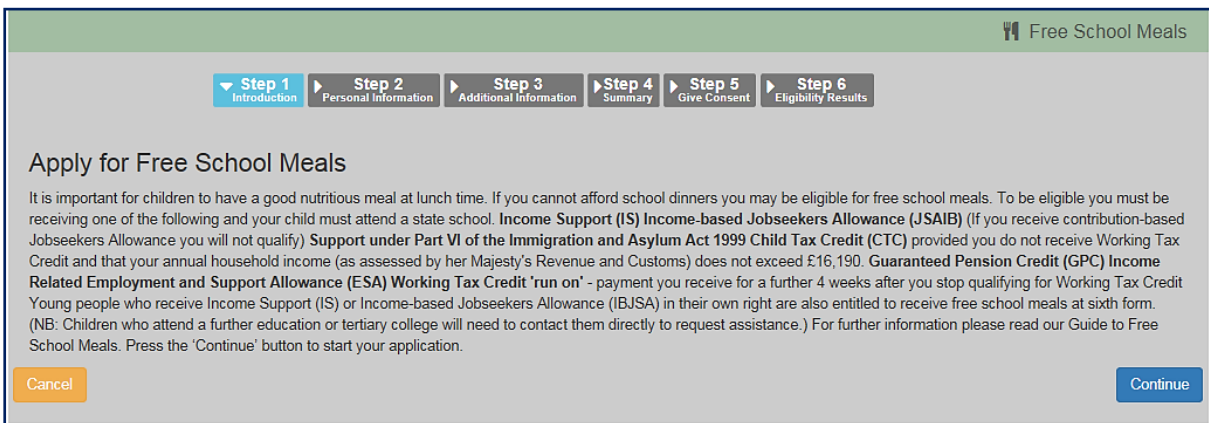 Free School Meals
Step 1
Introduction
Step 2
Personal Information
Step 3
Additional Information
Step 4
Summary
Step 5
Give Consent
Step 6
Eligibility Results
Apply for Free School Meals
It is important for children to have a good nutritious meal at lunch time. If you cannot afford school dinners you may be eligible for free school meals. To be eligible you must be
receiving one of the following and your child must attend a state school. Income Support (IS) Income-based Jobseekers Allowance (JSAIB) (If you receive contribution-based
Jobseekers Allowance you will not qualify) Support under Part VI of the Immigration and Asylum Act 1999 Child Tax Credit (CTC) provided you do not receive Working Tax
Credit and that your annual household income (as assessed by her Majesty's Revenue and Customs) does not exceed £16,190. Guaranteed Pension Credit (GPC) Income
Related Employment and Support Allowance (ESA) Working Tax Credit 'run on' - payment you receive for a further 4 weeks after you stop qualifying for Working Tax Credit
Young people who receive Income Support (IS) or Income-based Jobseekers Allowance (IBJSA) in their own right are also entitled to receive free school meals at sixth form.
(NB: Children who attend a further education or tertiary college will need to contact them directly to request assistance.) For further information please read our Guide to Free
School Meals. Press the ‘Continue’ button to start your application.
Cancel
Continue